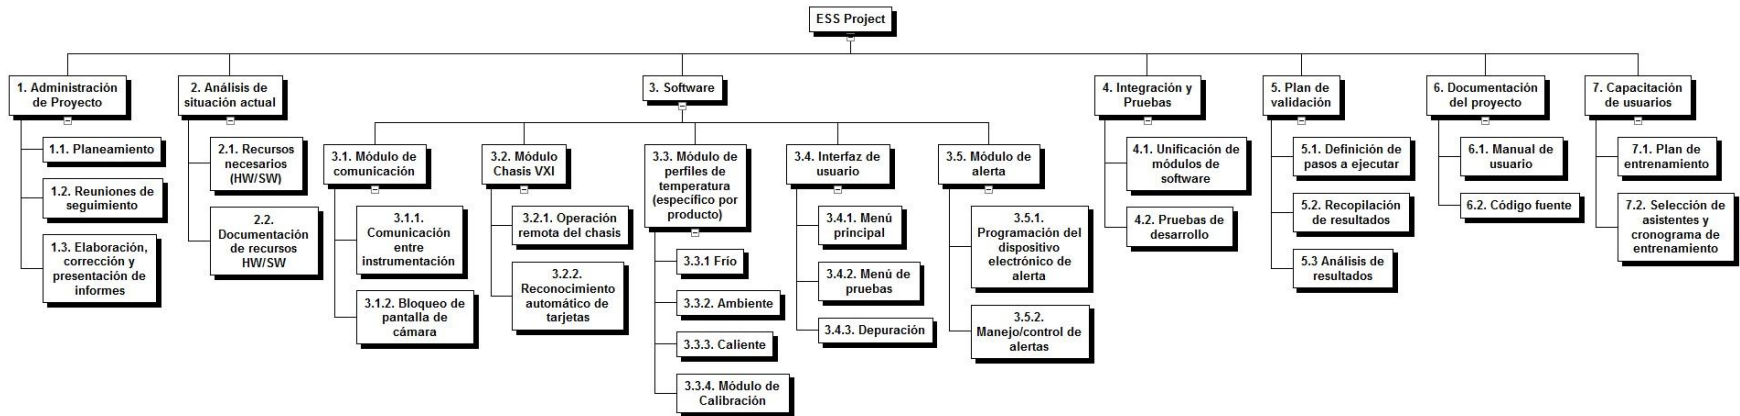 ESS Project
1. Administración
de Proyecto
1.1. Planeamiento
1.2. Reuniones de
seguimiento
1.3. Elaboración,
corrección y
presentación de
informes
2. Análisis de
situación actual
2.1. Recursos
necesarios
(HW/SW)
2.2.
Documentación
de recursos
HW/SW
3. Software
3.1. Módulo de
comunicación
3.1.1.
Comunicación
entre
instrumentación
3.1.2. Bloqueo de
pantalla de
cámara
3.2. Módulo
Chasis VXI
3.2.1. Operación
remota del chasis
3.2.2.
Reconocimiento
automático de
tarjetas
3.3. Módulo de
perfiles de
temperatura
(específico por
producto)
3.3.1 Frío
3.3.2. Ambiente
3.3.3. Caliente
3.3.4. Módulo de
Calibración
3.4. Interfaz de
usuario
3.4.1. Menú
principal
3.4.2. Menú de
pruebas
3.4.3. Depuración
3.5. Módulo de
alerta
3.5.1.
Programación del
dispositivo
electrónico de
alerta
3.5.2.
Manejo/control de
alertas
4. Integración y
Pruebas
4.1. Unificación de
módulos de
software
4.2. Pruebas de
desarrollo
5. Plan de
validación
5.1. Definición de
pasos a ejecutar
5.2. Recopilación
de resultados
5.3 Análisis de
resultados
6. Documentación
del proyecto
6.1. Manual de
usuario
6.2. Código fuente
7. Capacitación
de usuarios
7.1. Plan de
entrenamiento
7.2. Selección de
asistentes y
cronograma de
entrenamiento